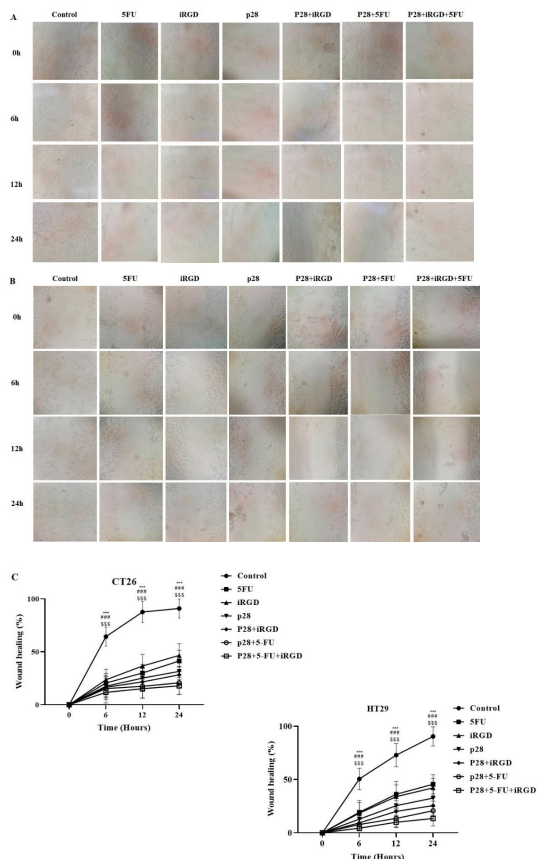 A
Control 5FU iRGD p28 P28+iRGD P28+5FU P28+iRGD+5FU
0h
6h
12h
24h
B
Control 5FU iRGD p28 P28+iRGD P28+5FU P28+iRGD+5FU
0h
6h
12h
24h
C
CT26
Wound healing (%)
100
50
0
*** *** ***
### ### ###
$$$ $$$ $$$
0 6 12 24
Time (Hours)
Control
5FU
iRGD
p28
P28+iRGD
p28+5-FU
P28+5-FU+iRGD
HT29
Wound healing (%)
100
50
0
*** *** ***
### ### ###
$$$ $$$ $$$
0 6 12 24
Time (Hours)
Control
5FU
iRGD
p28
P28+iRGD
p28+5-FU
P28+5-FU+iRGD